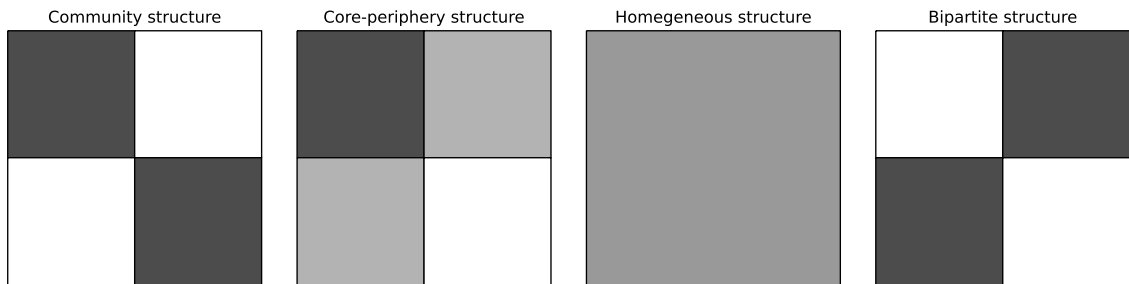 Community structure
Core-periphery structure
Homegeneous structure
Bipartite structure